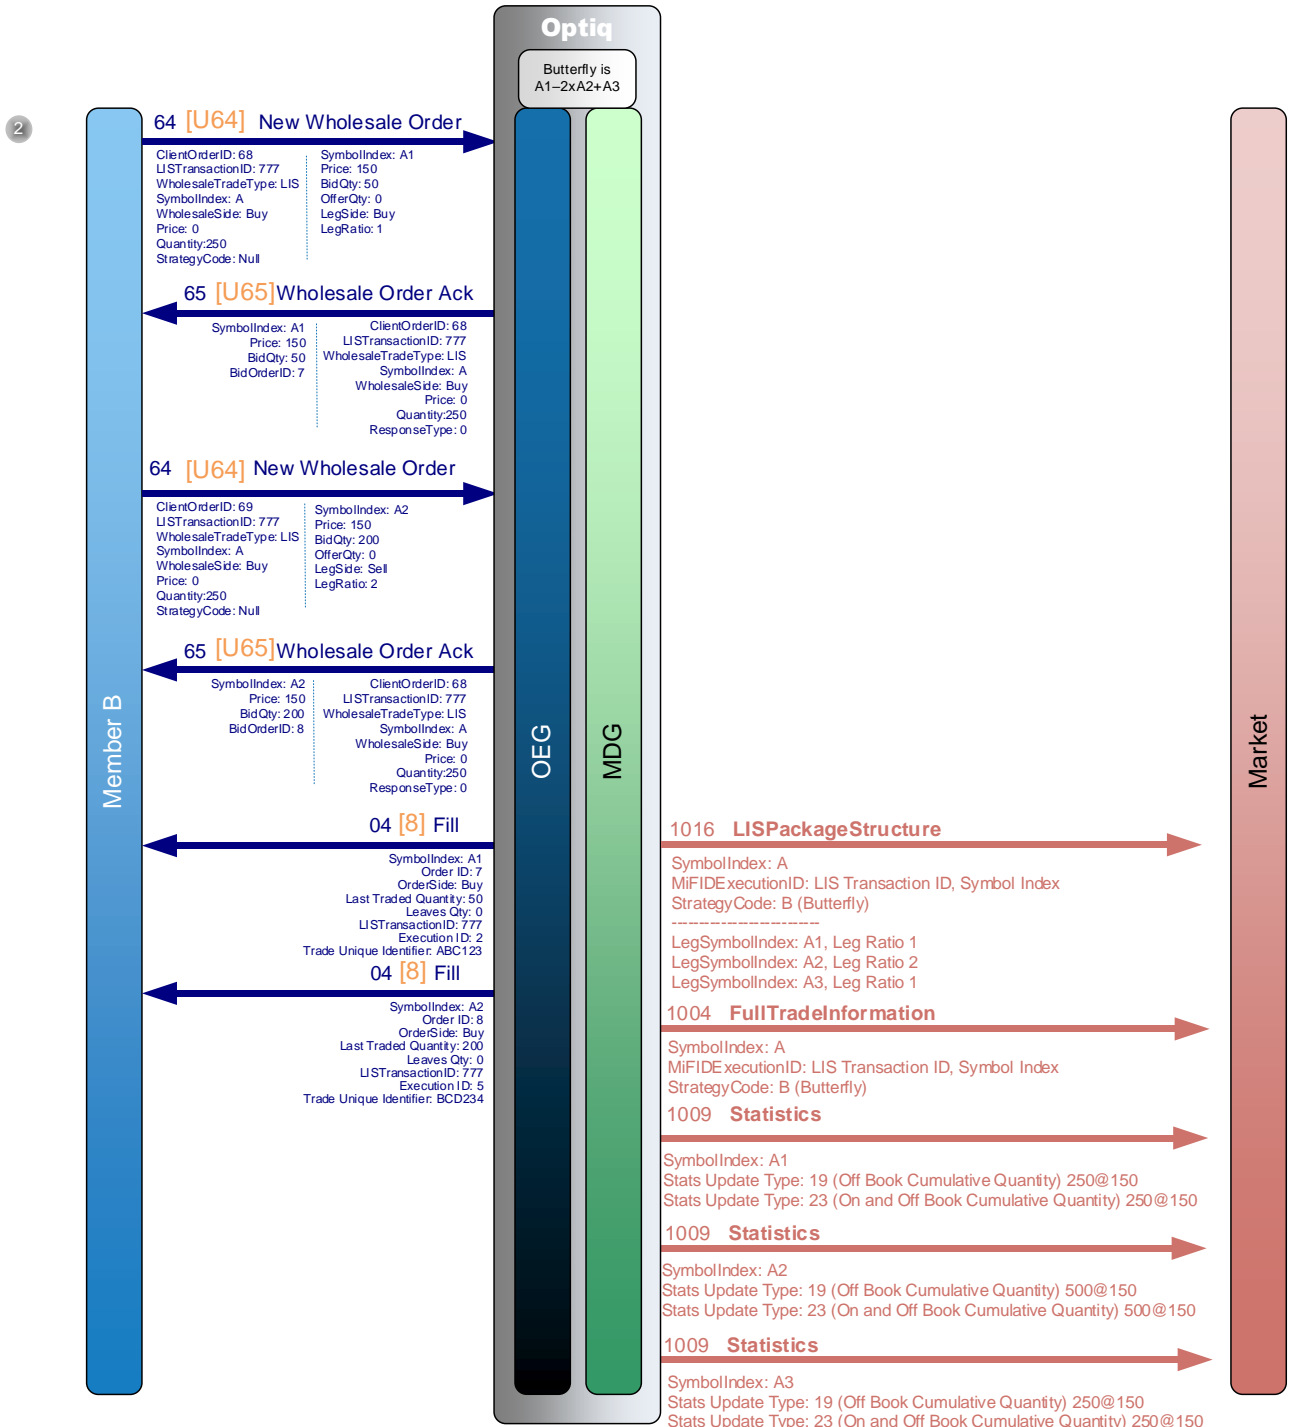 Optiq
Butterfly is
A1–2xA2+A3
2
64 [U64] New Wholesale Order
ClientOrderID: 68
LISTransactionID: 777
WholesaleTradeType: LIS
SymbolIndex: A
WholesaleSide: Buy
Price: 0
Quantity:250
StrategyCode: Null
SymbolIndex: A1
Price: 150
BidQty: 50
OfferQty: 0
LegSide: Buy
LegRatio: 1
65 [U65] Wholesale Order Ack
SymbolIndex: A1
Price: 150
BidQty: 50
BidOrderID: 7
ClientOrderID: 68
LISTransactionID: 777
WholesaleTradeType: LIS
SymbolIndex: A
WholesaleSide: Buy
Price: 0
Quantity:250
ResponseType: 0
64 [U64] New Wholesale Order
ClientOrderID: 69
LISTransactionID: 777
WholesaleTradeType: LIS
SymbolIndex: A
WholesaleSide: Buy
Price: 0
Quantity:250
StrategyCode: Null
SymbolIndex: A2
Price: 150
BidQty: 200
OfferQty: 0
LegSide: Sell
LegRatio: 2
65 [U65] Wholesale Order Ack
SymbolIndex: A2
Price: 150
BidQty: 200
BidOrderID: 8
ClientOrderID: 68
LISTransactionID: 777
WholesaleTradeType: LIS
SymbolIndex: A
WholesaleSide: Buy
Price: 0
Quantity:250
ResponseType: 0
Member B
OEG
MDG
Market
04 [8] Fill
SymbolIndex: A1
Order ID: 7
OrderSide: Buy
Last Traded Quantity: 50
Leaves Qty: 0
LISTransactionID: 777
Execution ID: 2
Trade Unique Identifier: ABC123
04 [8] Fill
SymbolIndex: A2
Order ID: 8
OrderSide: Buy
Last Traded Quantity: 200
Leaves Qty: 0
LISTransactionID: 777
Execution ID: 5
Trade Unique Identifier: BCD234
1016 LISPackageStructure
SymbolIndex: A
MiFIDExecutionID: LIS Transaction ID, Symbol Index
StrategyCode: B (Butterfly)
----------------------------
LegSymbolIndex: A1, Leg Ratio 1
LegSymbolIndex: A2, Leg Ratio 2
LegSymbolIndex: A3, Leg Ratio 1
1004 FullTradeInformation
SymbolIndex: A
MiFIDExecutionID: LIS Transaction ID, Symbol Index
StrategyCode: B (Butterfly)
1009 Statistics
SymbolIndex: A1
Stats Update Type: 19 (Off Book Cumulative Quantity) 250@150
Stats Update Type: 23 (On and Off Book Cumulative Quantity) 250@150
1009 Statistics
SymbolIndex: A2
Stats Update Type: 19 (Off Book Cumulative Quantity) 500@150
Stats Update Type: 23 (On and Off Book Cumulative Quantity) 500@150
1009 Statistics
SymbolIndex: A3
Stats Update Type: 19 (Off Book Cumulative Quantity) 250@150
Stats Update Type: 23 (On and Off Book Cumulative Quantity) 250@150